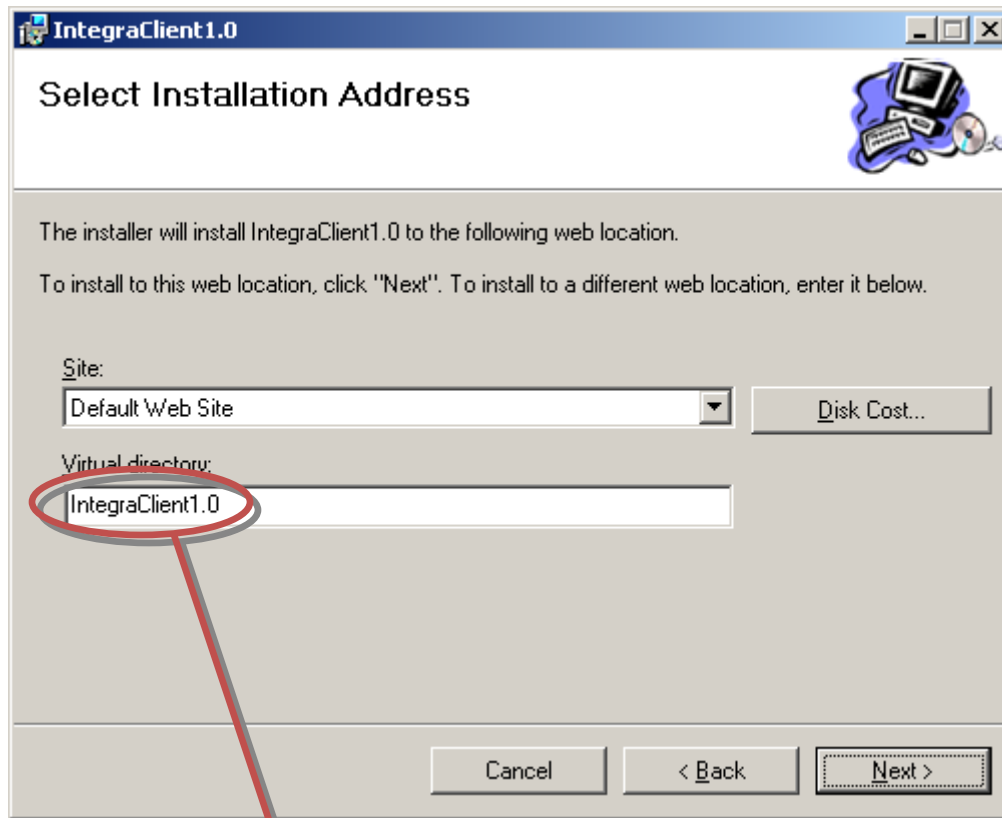 IntegraClient1.0
Select Installation Address
The installer will install IntegraClient1.0 to the following web location.
To install to this web location, click "Next". To install to a different web location, enter it below.
Site:
Default Web Site
Disk Cost...
Virtual directory:
IntegraClient1.0
Cancel
< Back
Next >